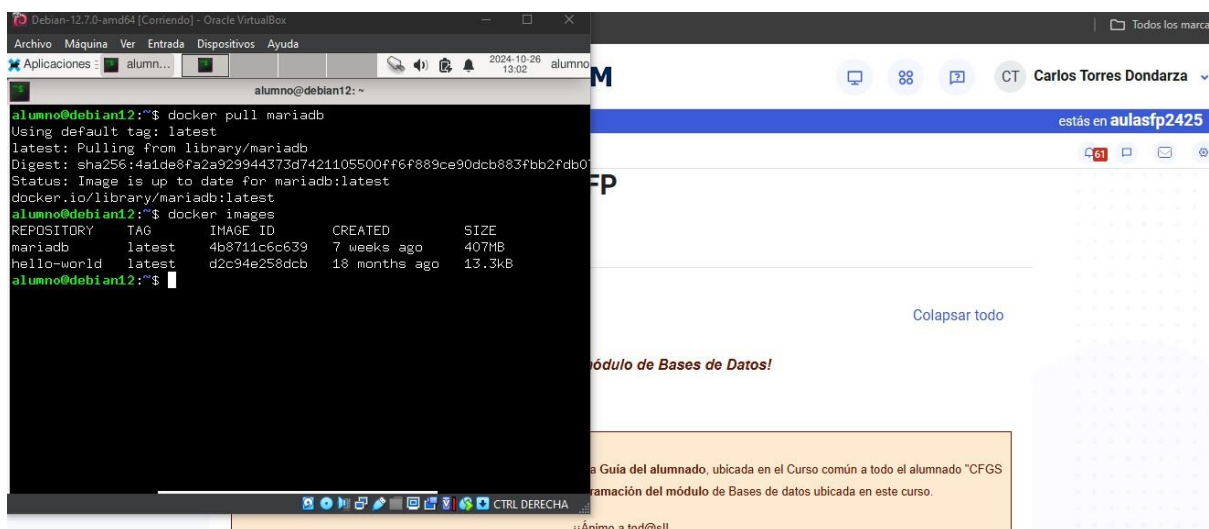 Debian-12.7.0-amd64 [Corriendo] - Oracle VirtualBox
Archivo Máquina Ver Entrada Dispositivos Ayuda
Aplicaciones
alumn...
2024-10-26
13:02
alumno
alumno@debian12: ~
alumno@debian12:~$ docker pull mariadb
Using default tag: latest
latest: Pulling from library/mariadb
Digest: sha256:4a1de8fa2a929944373d7421105500ff6f889ce90dcb883fbb2fdb0
Status: Image is up to date for mariadb:latest
docker.io/library/mariadb:latest
alumno@debian12:~$ docker images
REPOSITORY TAG IMAGE ID CREATED SIZE
mariadb latest 4b8711c6c639 7 weeks ago 407MB
hello-world latest d2c94e258dcb 18 months ago 13.3kB
alumno@debian12:~$
CTRL DERECHA
Todos los marca
M
CT Carlos Torres Dondarza
estás en aulasfp2425
61
FP
Colapsar todo
módulo de Bases de Datos!
a Guía del alumnado, ubicada en el Curso común a todo el alumnado "CFGS
ramación del módulo de Bases de datos ubicada en este curso.
¡¡Ánimo a tod@s!!